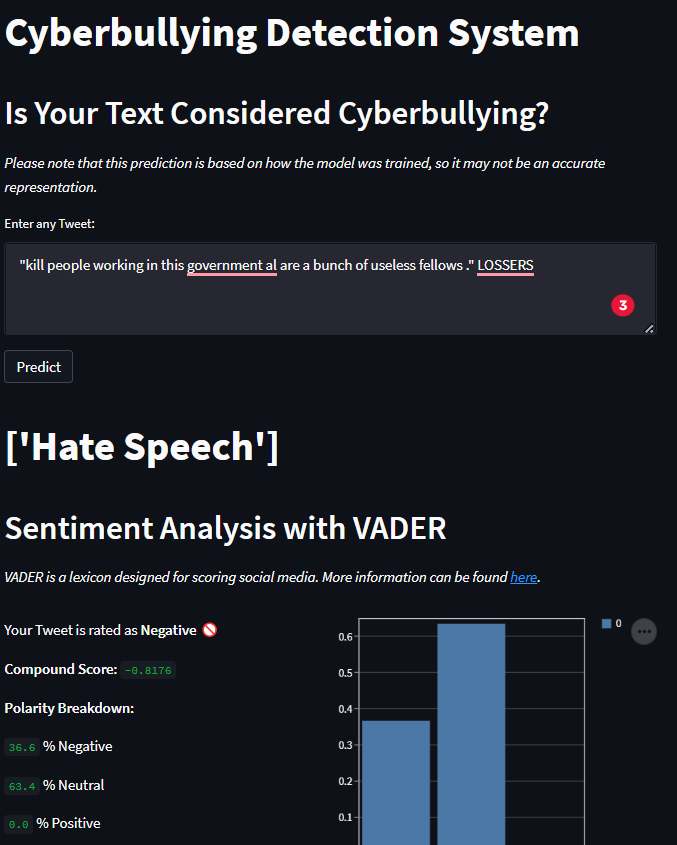 Cyberbullying Detection System
Is Your Text Considered Cyberbullying?
Please note that this prediction is based on how the model was trained, so it may not be an accurate
representation.
Enter any Tweet:
"kill people working in this government al are a bunch of useless fellows ." LOSSERS
3
Predict
['Hate Speech']
Sentiment Analysis with VADER
VADER is a lexicon designed for scoring social media. More information can be found here.
Your Tweet is rated as Negative 🚫
Compound Score: -0.8176
Polarity Breakdown:
36.6 % Negative
63.4 % Neutral
0.0 % Positive
0.6
0.5
0.4
0.3
0.2
0.1
0